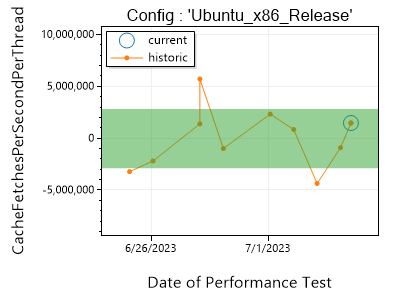 Config : 'Ubuntu_x86_Release'
CacheFetchesPerSecondPerThread
10,000,000
5,000,000
0
-5,000,000
current
historic
6/26/2023
7/1/2023
Date of Performance Test